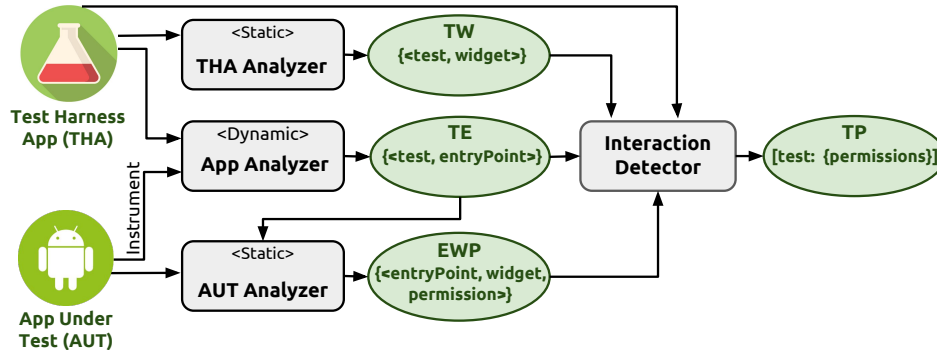 <Static>
THA Analyzer
TW
{<test, widget>}
Test Harness
App (THA)
<Dynamic>
App Analyzer
TE
{<test, entryPoint>}
Interaction
Detector
TP
[test: {permissions}]
Instrument
<Static>
AUT Analyzer
EWP
{<entryPoint, widget,
permission>}
App Under
Test (AUT)